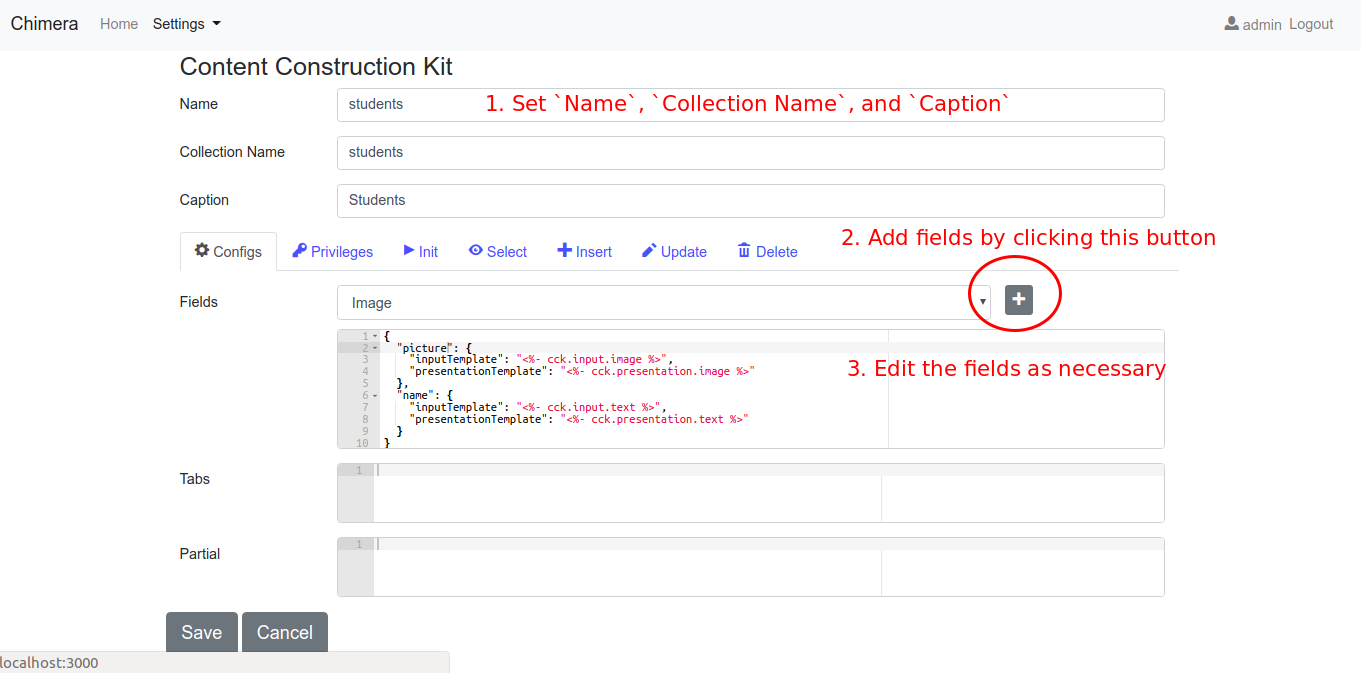 Chimera Home Settings admin Logout
Content Construction Kit
Name students 1. Set `Name`, `Collection Name`, and `Caption`
Collection Name students
Caption Students
2. Add fields by clicking this button
Configs Privileges Init Select Insert Update Delete
Fields Image
1 {
2 "picture": {
3 "inputTemplate": "<%- cck.input.image %>",
4 "presentationTemplate": "<%- cck.presentation.image %>"
3. Edit the fields as necessary
5 },
6 "name": {
7 "inputTemplate": "<%- cck.input.text %>",
8 "presentationTemplate": "<%- cck.presentation.text %>"
9 }
10 }
Tabs 1
Partial 1
Save Cancel
localhost:3000